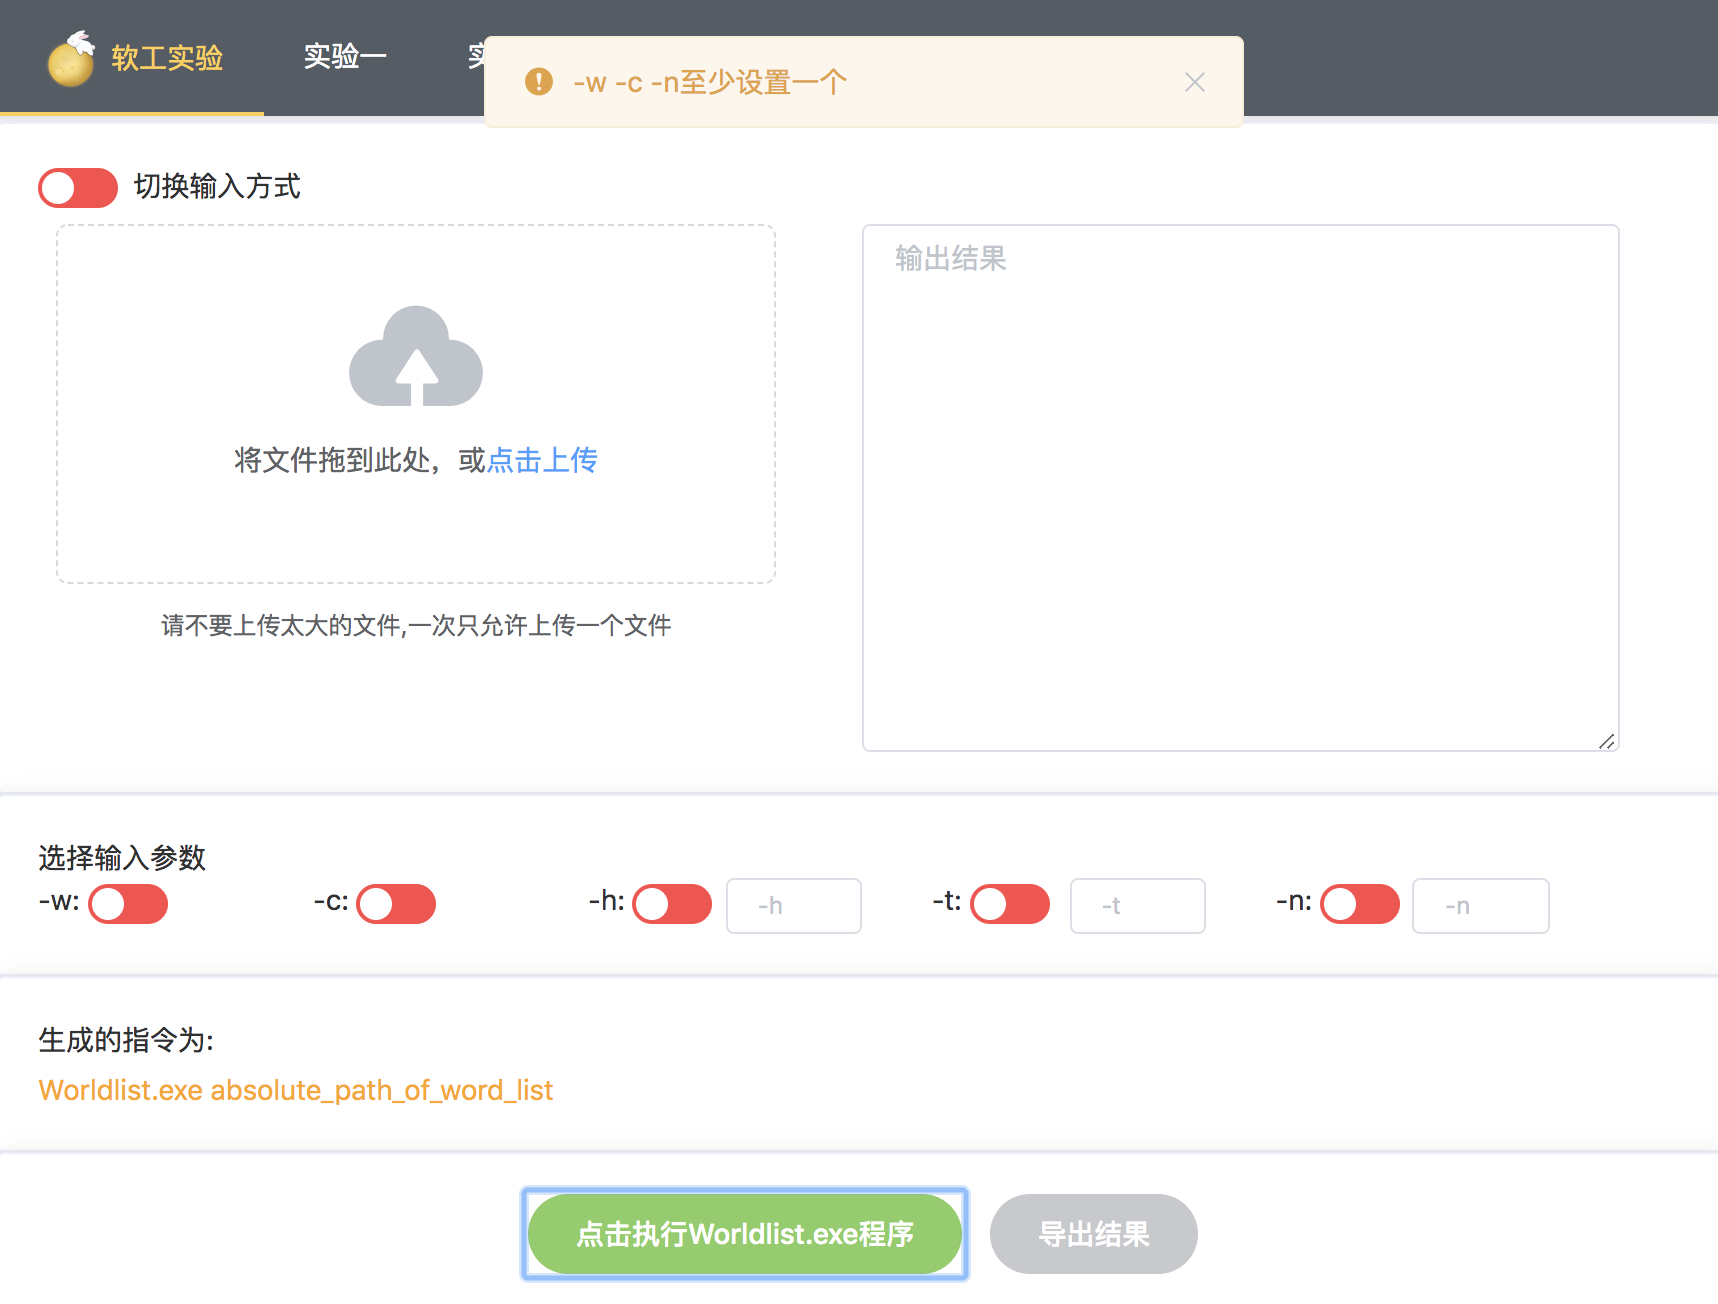 软工实验
实验一
-w -c -n至少设置一个
切换输入方式
输出结果
将文件拖到此处，或点击上传
请不要上传太大的文件,一次只允许上传一个文件
选择输入参数
-w:
-c:
-h:
-h
-t:
-t
-n:
-n
生成的指令为:
Worldlist.exe absolute_path_of_word_list
点击执行Worldlist.exe程序
导出结果